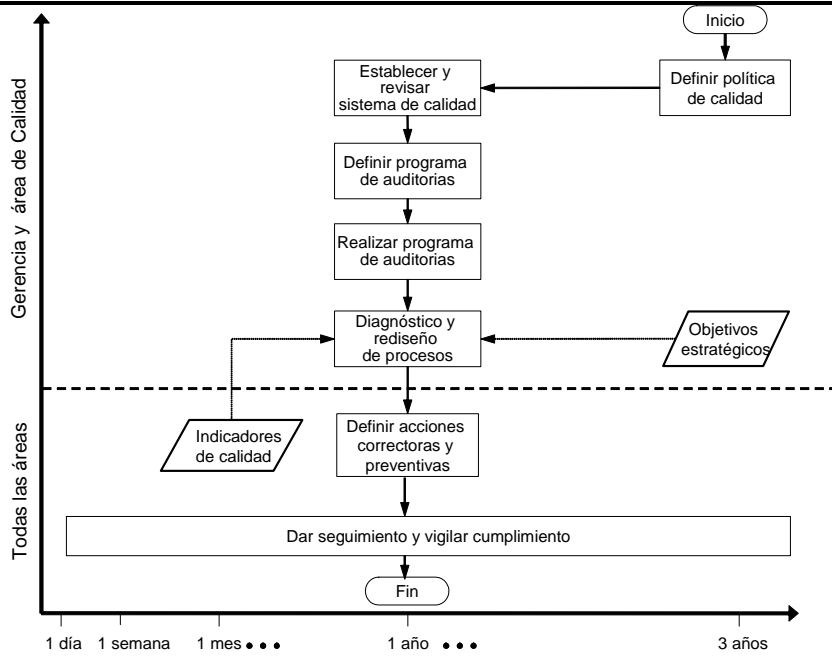 Inicio
Definir política
de calidad
Establecer y
revisar
sistema de calidad
Definir programa
de auditorias
Realizar programa
de auditorias
Diagnóstico y
rediseño
de procesos
Objetivos
estratégicos
Gerencia y área de Calidad
Indicadores
de calidad
Definir acciones
correctoras y
preventivas
Todas las áreas
Dar seguimiento y vigilar cumplimiento
Fin
1 día 1 semana 1 mes ••• 1 año ••• 3 años